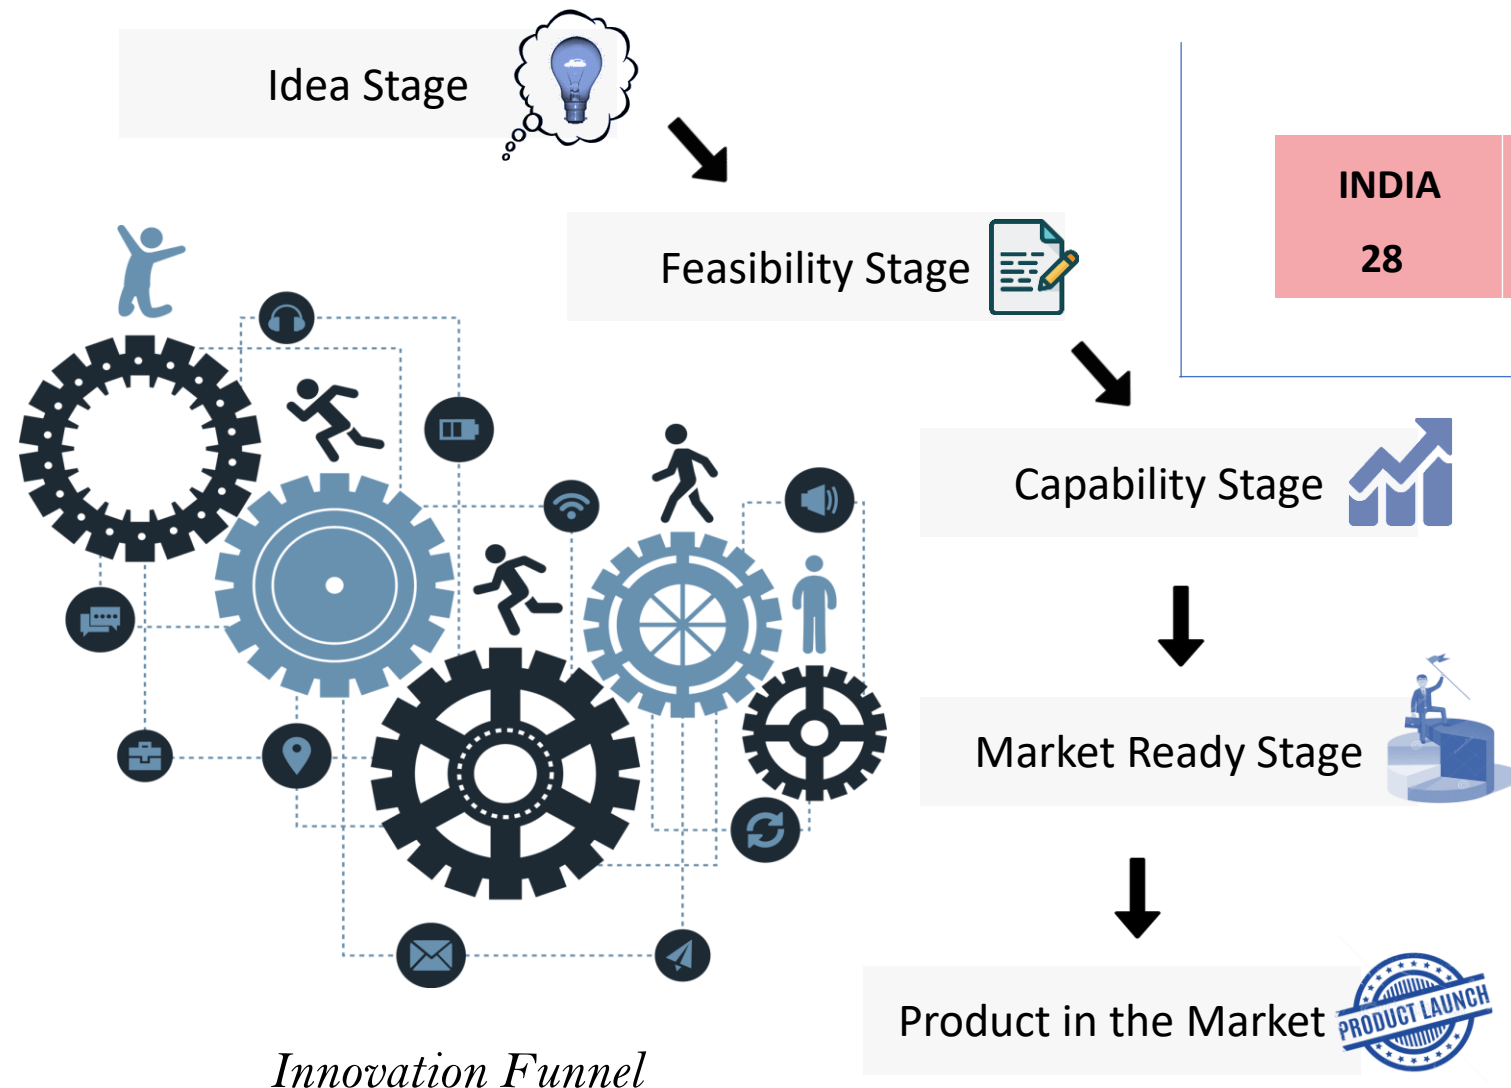 Idea Stage
INDIA
28
Feasibility Stage
Capability Stage
Market Ready Stage
Product in the Market
PRODUCT LAUNCH
Innovation Funnel